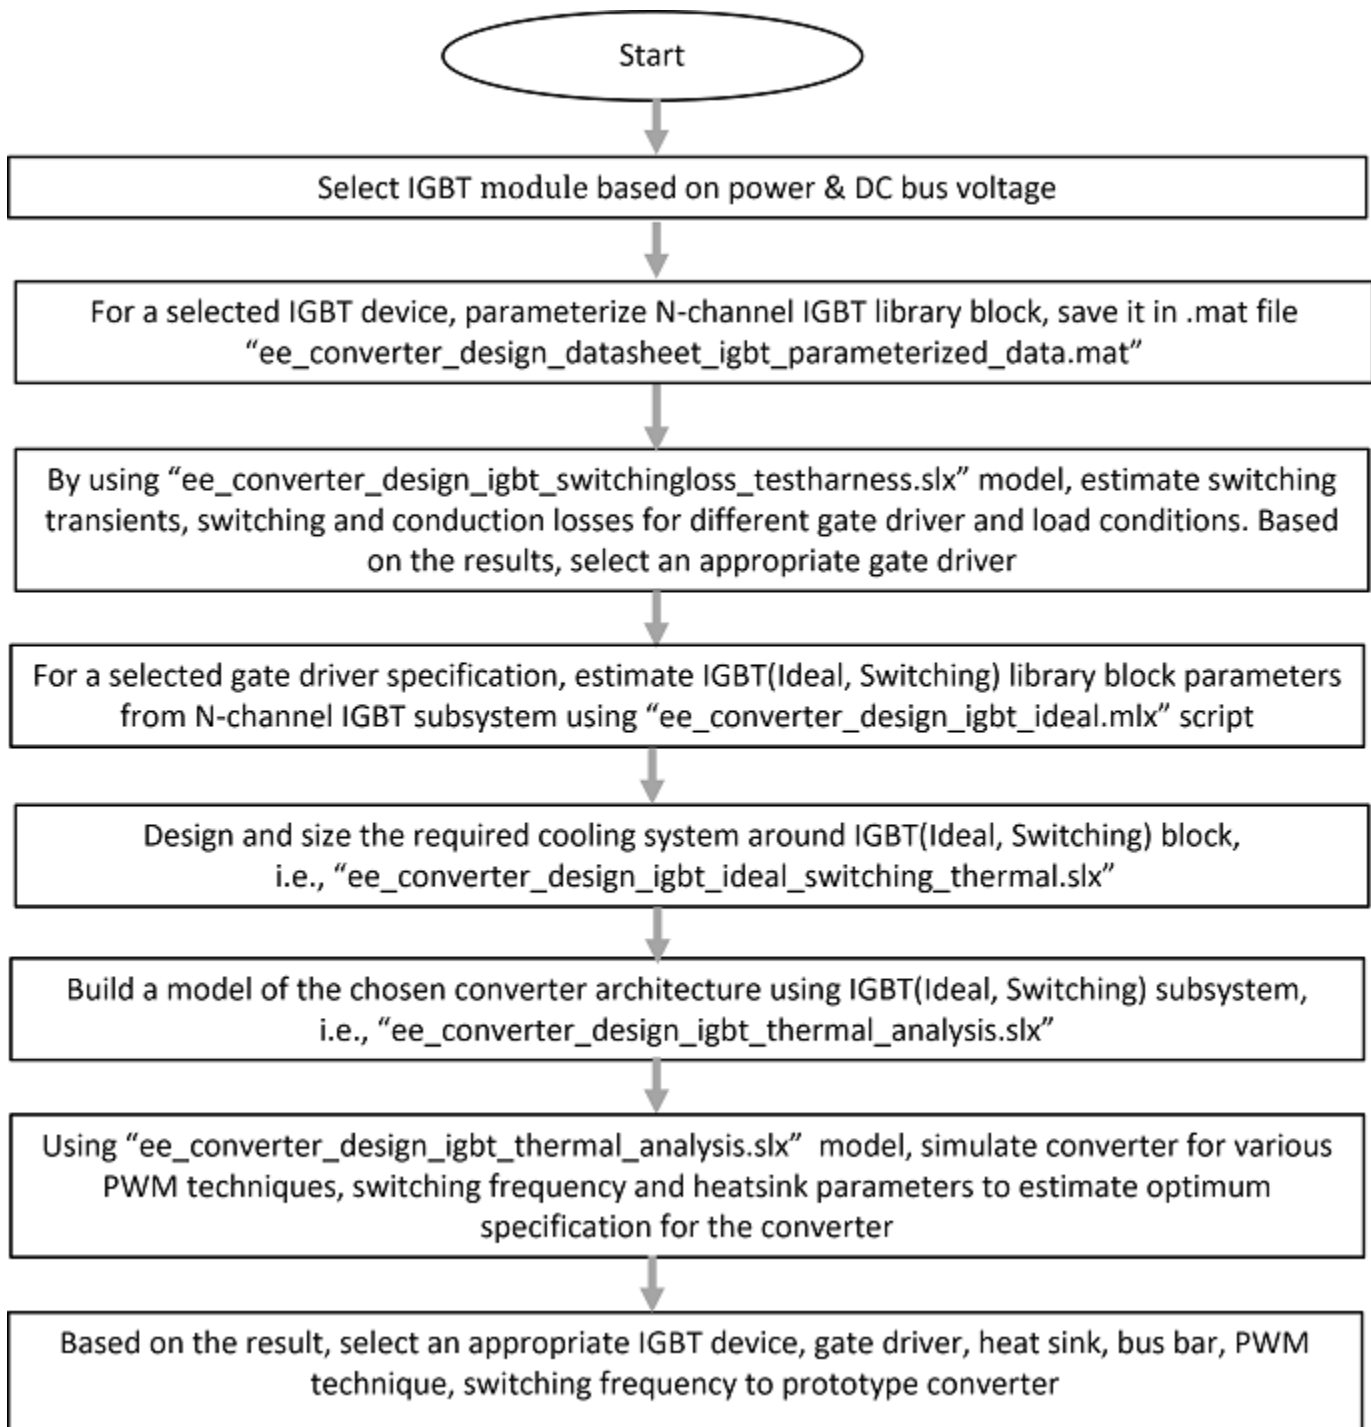 Start
Select IGBT module based on power & DC bus voltage
For a selected IGBT device, parameterize N-channel IGBT library block, save it in .mat file
“ee_converter_design_datasheet_igbt_parameterized_data.mat”
By using “ee_converter_design_igbt_switchingloss_testharness.slx” model, estimate switching
transients, switching and conduction losses for different gate driver and load conditions. Based
on the results, select an appropriate gate driver
For a selected gate driver specification, estimate IGBT(Ideal, Switching) library block parameters
from N-channel IGBT subsystem using “ee_converter_design_igbt_ideal.mlx” script
Design and size the required cooling system around IGBT(Ideal, Switching) block,
i.e., “ee_converter_design_igbt_ideal_switching_thermal.slx”
Build a model of the chosen converter architecture using IGBT(Ideal, Switching) subsystem,
i.e., “ee_converter_design_igbt_thermal_analysis.slx”
Using “ee_converter_design_igbt_thermal_analysis.slx” model, simulate converter for various
PWM techniques, switching frequency and heatsink parameters to estimate optimum
specification for the converter
Based on the result, select an appropriate IGBT device, gate driver, heat sink, bus bar, PWM
technique, switching frequency to prototype converter